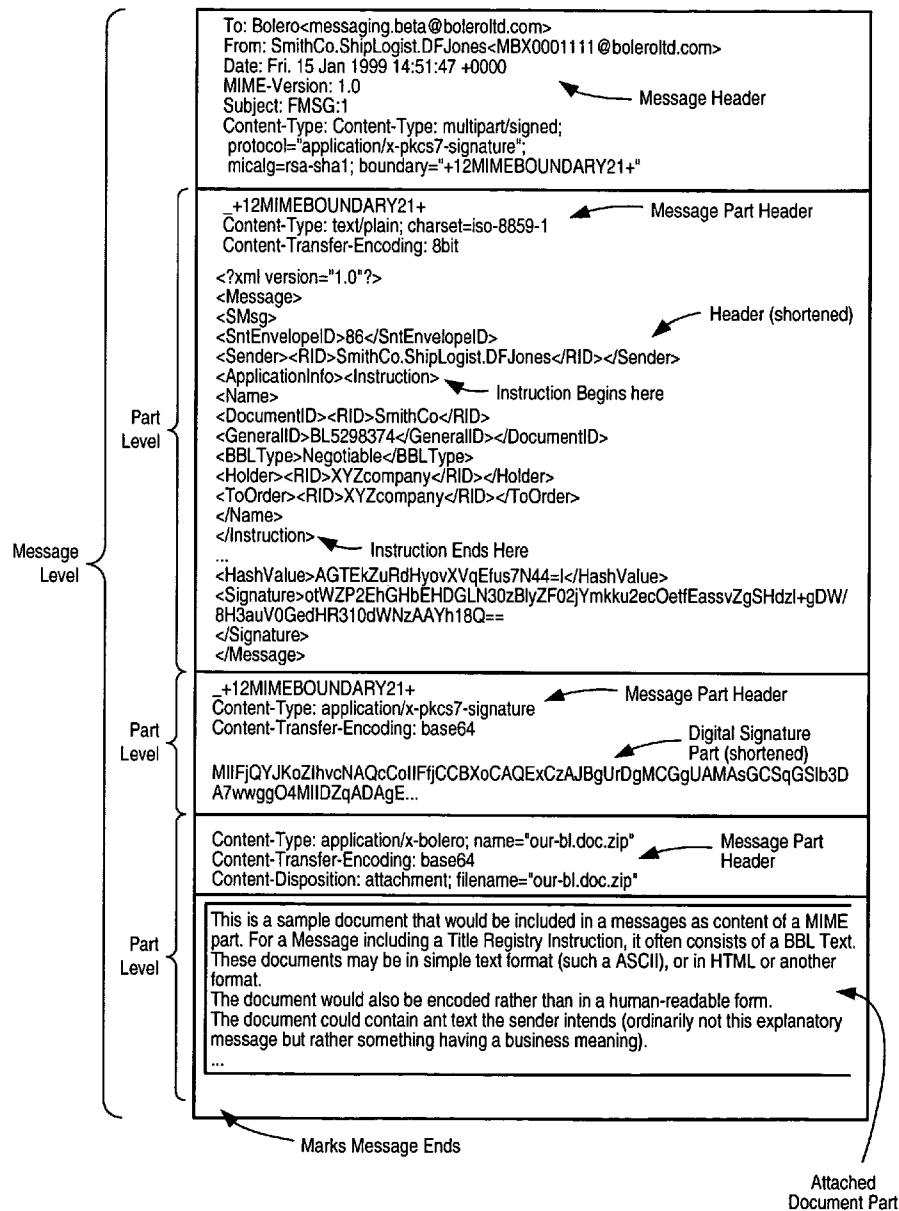 To: Bolero<messaging.beta@boleroltd.com>
From: SmithCo.ShipLogist.DFJones<MBX0001111@boleroltd.com>
Date: Fri. 15 Jan 1999 14:51:47 +0000
MIME-Version: 1.0
Subject: FMSG:1
Content-Type: Content-Type: multipart/signed;
protocol="application/x-pkcs7-signature";
micalg=rsa-sha1; boundary="+12MIMEBOUNDARY21+"
Message Header
_+12MIMEBOUNDARY21+
Content-Type: text/plain; charset=iso-8859-1
Content-Transfer-Encoding: 8bit
Message Part Header
<?xml version="1.0"?>
<Message>
<SMsg>
<SntEnvelopeID>86</SntEnvelopeID>
<Sender><RID>SmithCo.ShipLogist.DFJones</RID></Sender>
Header (shortened)
<ApplicationInfo><Instruction>
Instruction Begins here
<Name>
<DocumentID><RID>SmithCo</RID>
<GeneralID>BL5298374</GeneralID></DocumentID>
<BBLType>Negotiable</BBLType>
<Holder><RID>XYZcompany</RID></Holder>
<ToOrder><RID>XYZcompany</RID></ToOrder>
</Name>
</Instruction>
Instruction Ends Here
...
<HashValue>AGTEkZuRdHyovXVqEfus7N44=I</HashValue>
<Signature>otWZP2EhGHbEHDGLN30zBlyZF02jYmkku2ecOetfEassvZgSHdzl+gDW/
8H3auV0GedHR310dWNzAAYh18Q==
</Signature>
</Message>
Part
Level
Message
Level
_+12MIMEBOUNDARY21+
Content-Type: application/x-pkcs7-signature
Content-Transfer-Encoding: base64
Message Part Header
Digital Signature
Part (shortened)
MIIFjQYJKoZIhvcNAQcCoIIFfjCCBXoCAQExCzAJBgUrDgMCGgUAMAsGCSqGSIb3D
A7wwggO4MIIDZqADAgE...
Part
Level
Content-Type: application/x-bolero; name="our-bl.doc.zip"
Content-Transfer-Encoding: base64
Content-Disposition: attachment; filename="our-bl.doc.zip"
Message Part
Header
This is a sample document that would be included in a messages as content of a MIME
part. For a Message including a Title Registry Instruction, it often consists of a BBL Text.
These documents may be in simple text format (such a ASCII), or in HTML or another
format.
The document would also be encoded rather than in a human-readable form.
The document could contain ant text the sender intends (ordinarily not this explanatory
message but rather something having a business meaning).
...
Part
Level
Marks Message Ends
Attached
Document Part